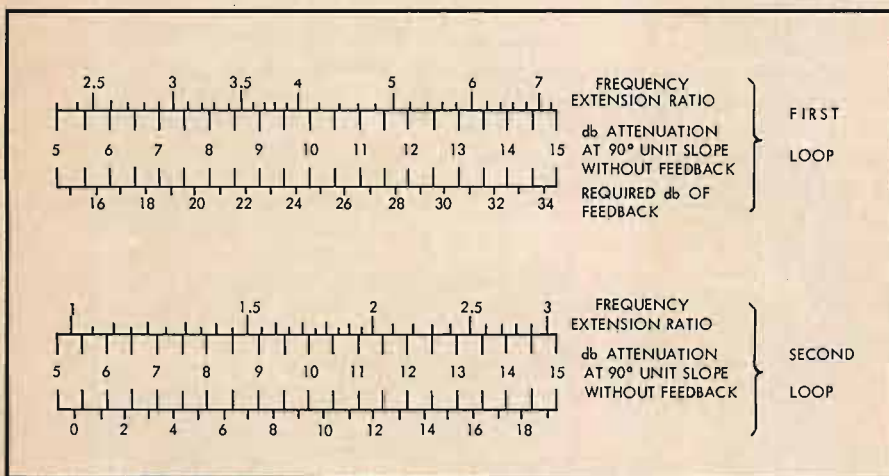 2.5 3 3.5 4 5 6 7
FREQUENCY
EXTENSION RATIO
db ATTENUATION
AT 90° UNIT SLOPE
WITHOUT FEEDBACK
5 6 7 8 9 10 11 12 13 14 15
REQUIRED db OF
FEEDBACK
16 18 20 22 24 26 28 30 32 34
FIRST
LOOP
1 1.5 2 2.5 3
FREQUENCY
EXTENSION RATIO
db ATTENUATION
AT 90° UNIT SLOPE
WITHOUT FEEDBACK
5 6 7 8 9 10 11 12 13 14 15
0 2 4 6 8 10 12 14 16 18
SECOND
LOOP